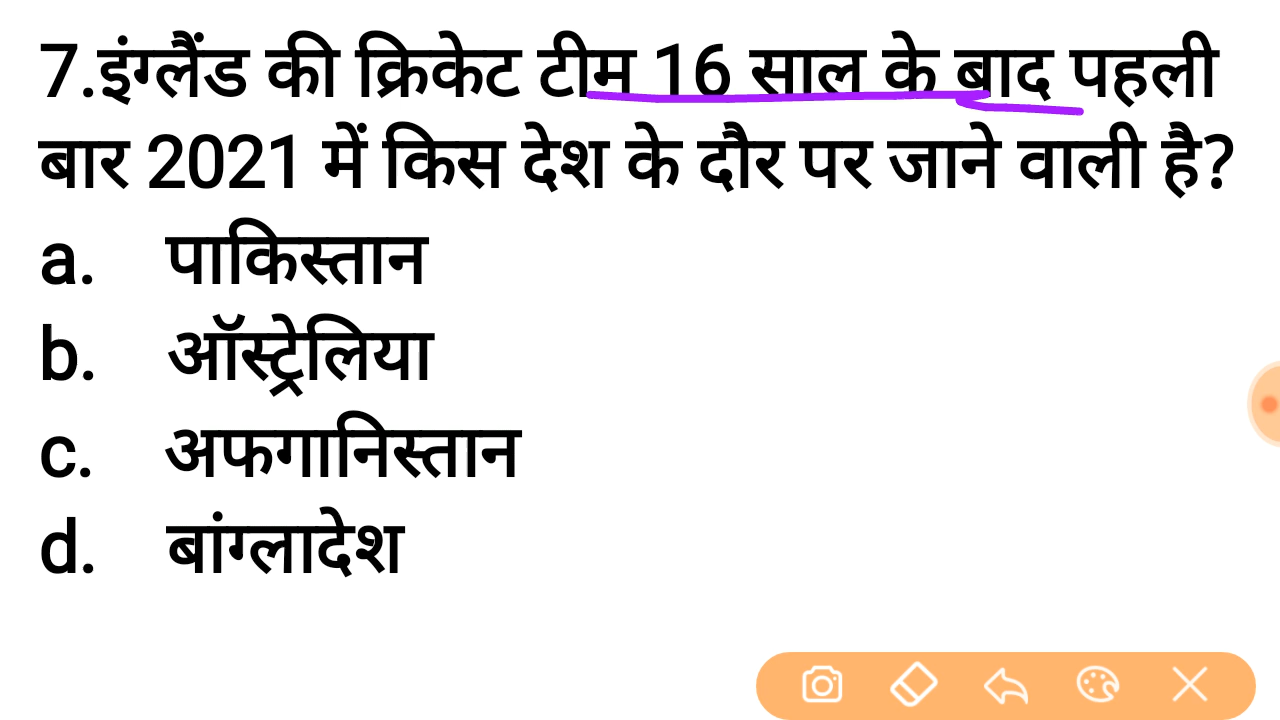 7.इंग्लैंड की क्रिकेट टीम 16 साल के बाद पहली
बार 2021 में किस देश के दौर पर जाने वाली है?
a. पाकिस्तान
b. ऑस्ट्रेलिया
c. अफगानिस्तान
d. बांग्लादेश